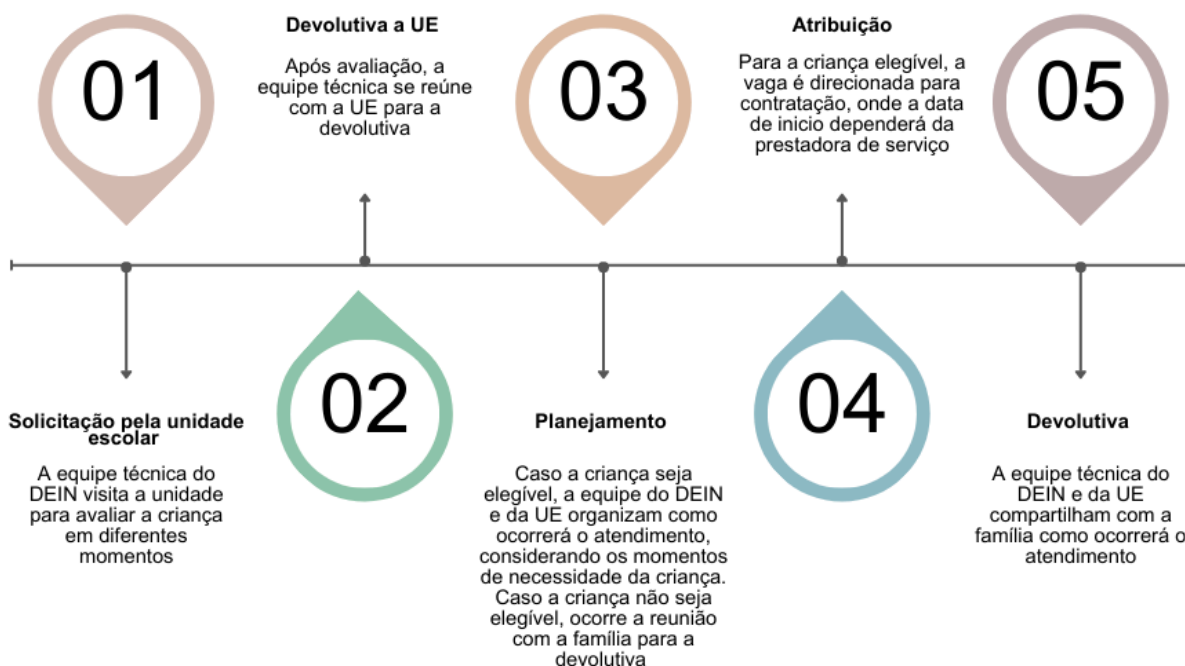 01
Solicitação pela unidade
escolar
A equipe técnica do
DEIN visita a unidade
para avaliar a criança
em diferentes
momentos
Devolutiva a UE
Após avaliação, a
equipe técnica se reúne
com a UE para a
devolutiva
02
03
Planejamento
Caso a criança seja
elegível, a equipe do DEIN
e da UE organizam como
ocorrerá o atendimento,
considerando os momentos
de necessidade da criança.
Caso a criança não seja
elegível, ocorre a reunião
com a família para a
devolutiva
Atribuição
Para a criança elegível, a
vaga é direcionada para
contratação, onde a data
de inicio dependerá da
prestadora de serviço
04
05
Devolutiva
A equipe técnica do
DEIN e da UE
compartilham com a
família como ocorrerá o
atendimento